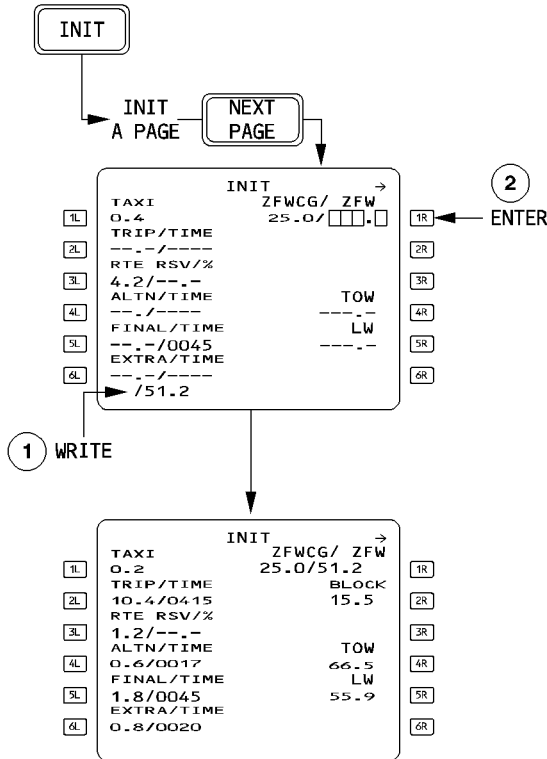 INIT
INIT
A PAGE
NEXT
PAGE
2
ENTER
INIT →
TAXI ZFWCG/ ZFW
1L 0.4 25.0/□□□.□ 1R
TRIP/TIME
2L --.-/---- 2R
RTE RSV/%
3L 4.2/--.- 3R
ALTN/TIME TOW
4L --.-/---- ---.- 4R
FINAL/TIME LW
5L --.-/0045 ---.- 5R
EXTRA/TIME
6L --.-/---- 6R
/51.2
1 WRITE
INIT →
TAXI ZFWCG/ ZFW
1L 0.2 25.0/51.2 1R
TRIP/TIME BLOCK
2L 10.4/0415 15.5 2R
RTE RSV/%
3L 1.2/--.- 3R
ALTN/TIME TOW
4L 0.6/0017 66.5 4R
FINAL/TIME LW
5L 1.8/0045 55.9 5R
EXTRA/TIME
6L 0.8/0020 6R